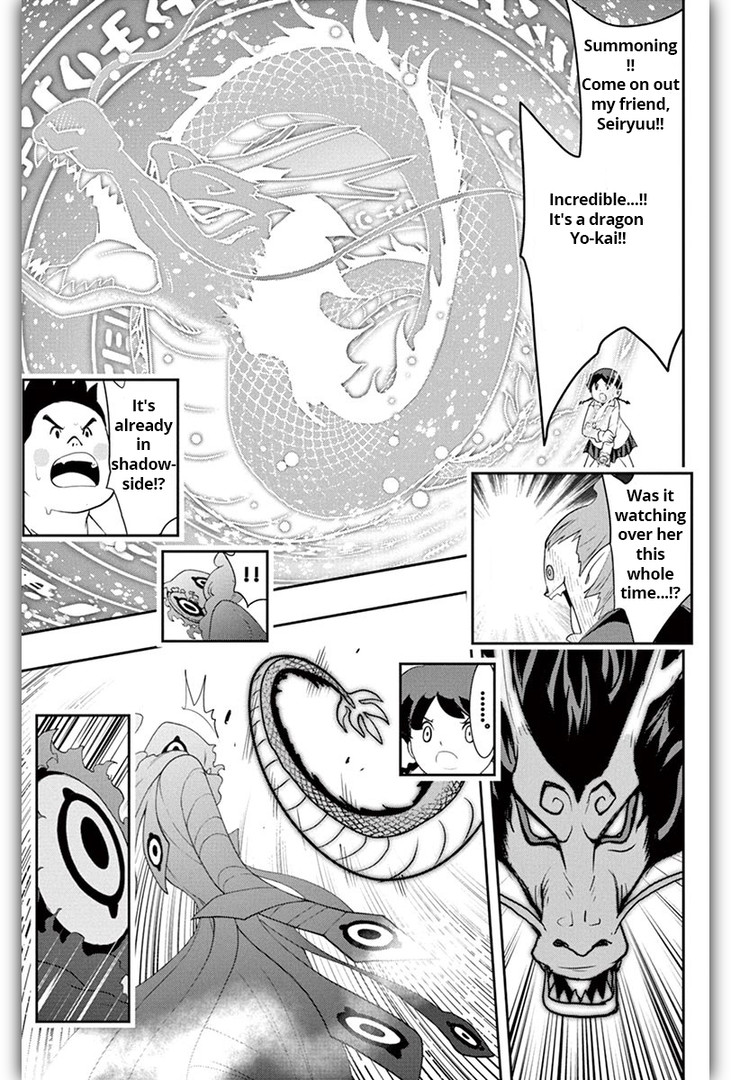 Summoning
!!
Come on out
my friend,
Seiryuu!!
Incredible...!!
It's a dragon
Yo-kai!!
It's
already
in
shadow-
side!?
Was it
watching
over her
this
whole
time...!?
!!
........